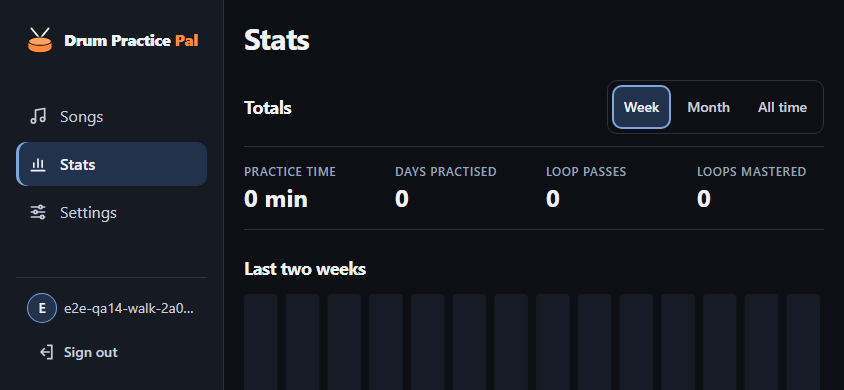 Drum Practice Pal
Songs
Stats
Settings
E
e2e-qa14-walk-2a0...
Sign out
Stats
Totals
Week Month All time
PRACTICE TIME DAYS PRACTISED LOOP PASSES LOOPS MASTERED
0 min 0 0 0
Last two weeks